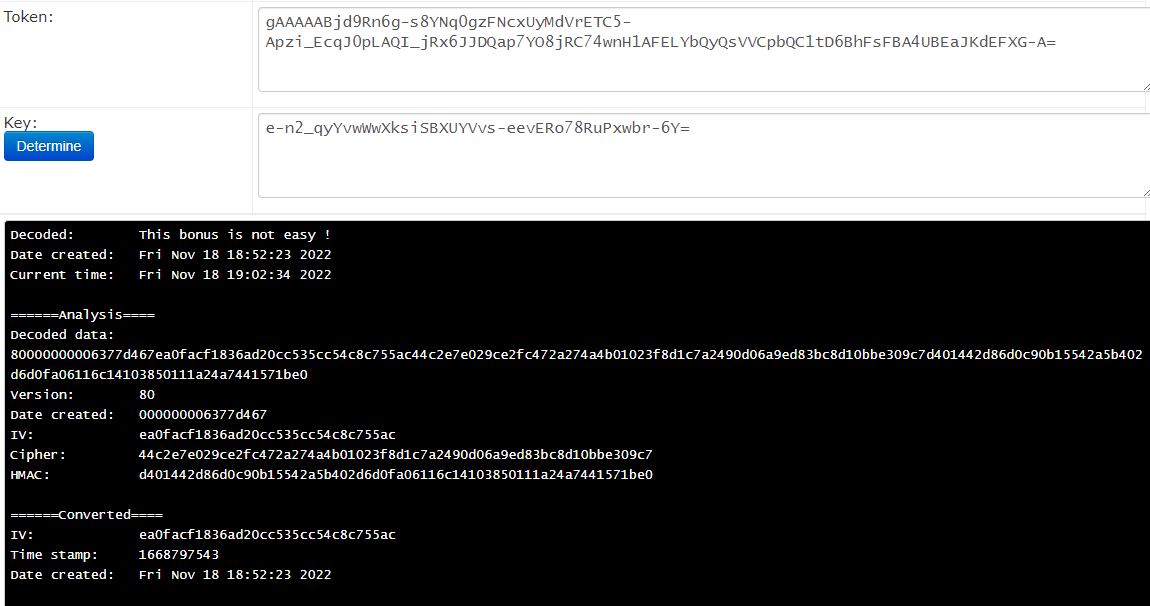 Token:
gAAAAABjd9Rn6g-s8YNq0gzFNcxUyMdVrETC5-
Apzi_EcqJ0pLAQI_jRx6JJDQap7YO8jRC74wnH1AFELYbQyQsVVCpbQC1tD6BhFsFBA4UBEaJKdEFXG-A=
Key:
Determine
e-n2_qyYvwWwXksiSBXUYVvs-eevERo78RuPxwbr-6Y=
Decoded: This bonus is not easy !
Date created: Fri Nov 18 18:52:23 2022
Current time: Fri Nov 18 19:02:34 2022
======Analysis====
Decoded data:
80000000006377d467ea0facf1836ad20cc535cc54c8c755ac44c2e7e029ce2fc472a274a4b01023f8d1c7a2490d06a9ed83bc8d10bbe309c7d401442d86d0c90b15542a5b402
d6d0fa06116c14103850111a24a7441571be0
Version: 80
Date created: 000000006377d467
IV: ea0facf1836ad20cc535cc54c8c755ac
Cipher: 44c2e7e029ce2fc472a274a4b01023f8d1c7a2490d06a9ed83bc8d10bbe309c7
HMAC: d401442d86d0c90b15542a5b402d6d0fa06116c14103850111a24a7441571be0
======Converted====
IV: ea0facf1836ad20cc535cc54c8c755ac
Time stamp: 1668797543
Date created: Fri Nov 18 18:52:23 2022